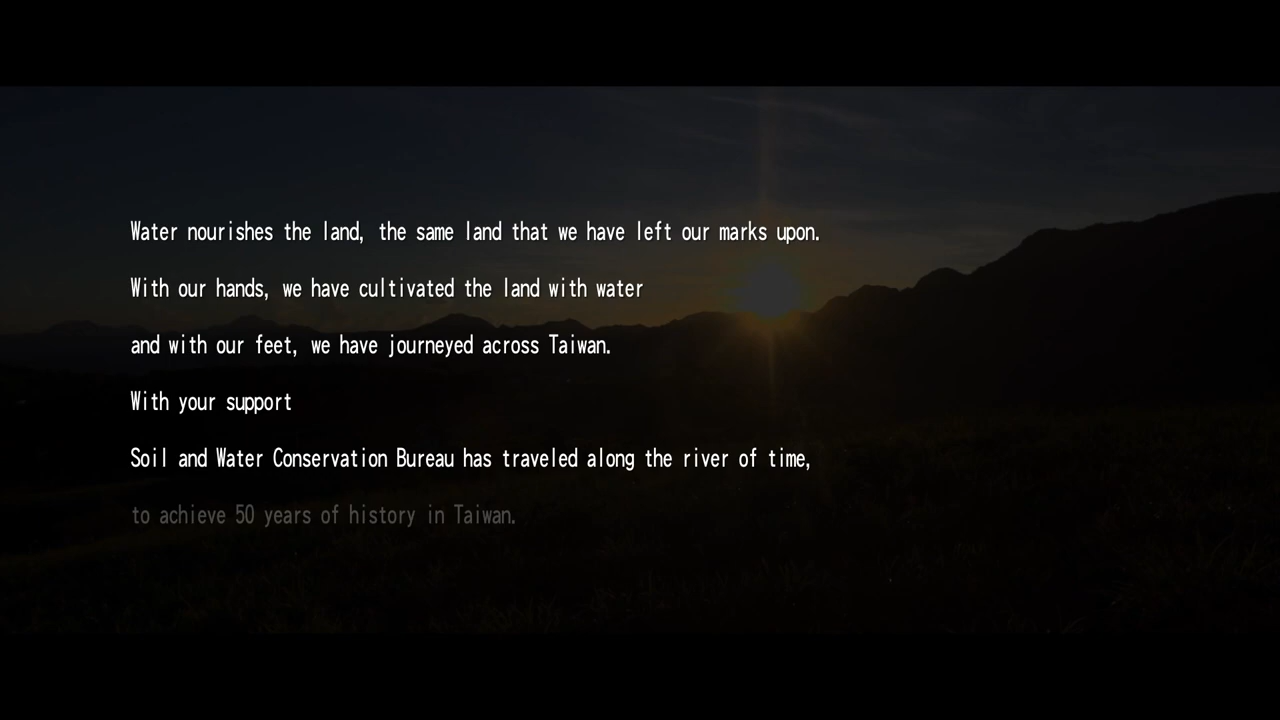 Water nourishes the land, the same land that we have left our marks upon.
With our hands, we have cultivated the land with water
and with our feet, we have journeyed across Taiwan.
With your support
Soil and Water Conservation Bureau has traveled along the river of time,
to achieve 50 years of history in Taiwan.